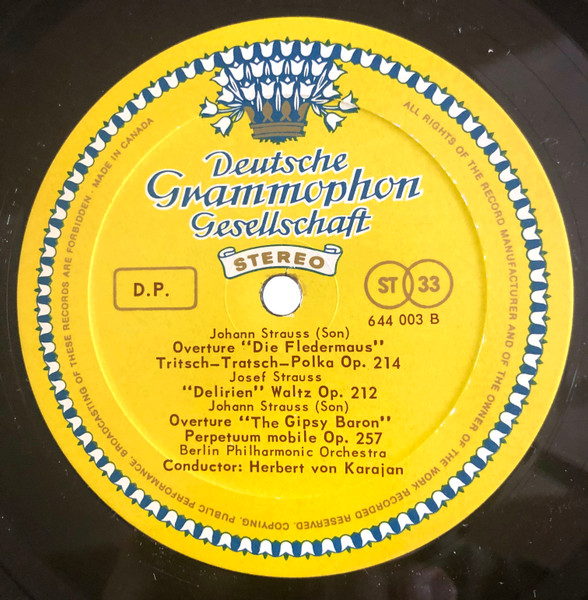 Deutsche
Grammophon
Gesellschaft
STEREO
D.P.
ST 33
644 003 B
Johann Strauss (Son)
Overture "Die Fledermaus"
Tritsch–Tratsch–Polka Op. 214
Josef Strauss
"Delirien" Waltz Op. 212
Johann Strauss (Son)
Overture "The Gipsy Baron"
Perpetuum mobile Op. 257
Berlin Philharmonic Orchestra
Conductor: Herbert von Karajan
ALL RIGHTS OF THE RECORD MANUFACTURER AND OF THE OWNER OF THE WORK RECORDED RESERVED. COPYING, PUBLIC PERFORMANCE, BROADCASTING OF THESE RECORDS ARE FORBIDDEN · MADE IN CANADA